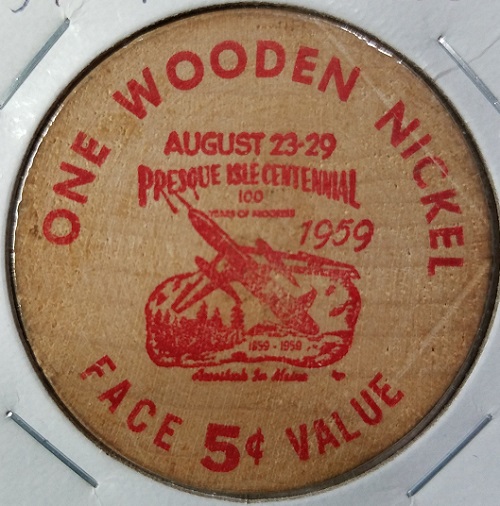 ONE WOODEN NICKEL
AUGUST 23-29
PRESQUE ISLE CENTENNIAL
100
YEARS OF PROGRESS
1959
1859 - 1959
FACE 5¢ VALUE